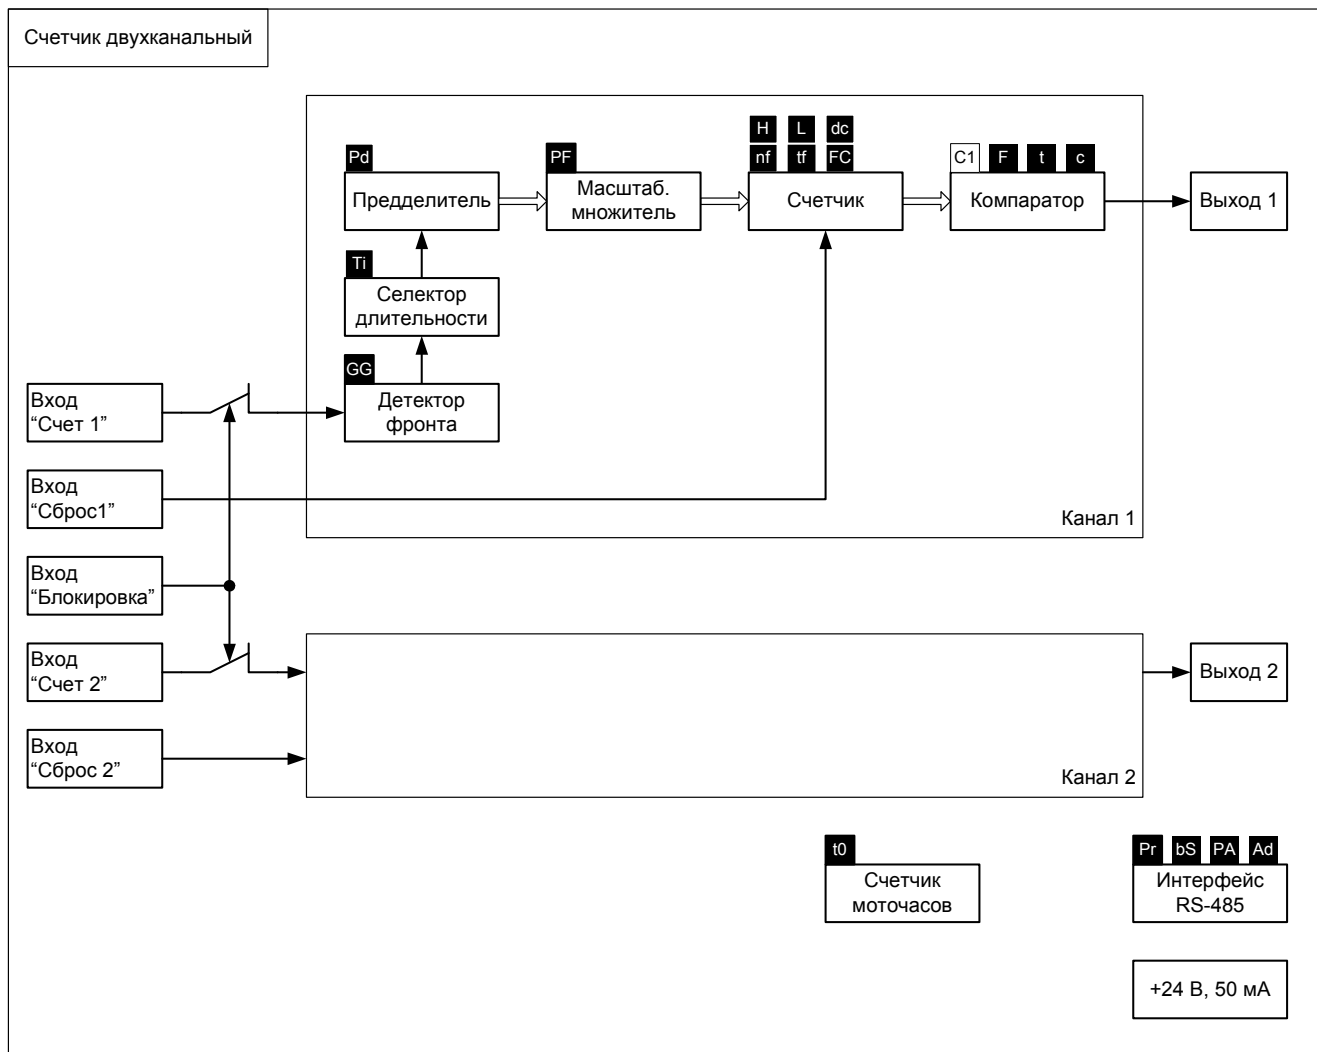 Счетчик двухканальный
H L dc
Pd PF nf tf FC C1 F t c
Предделитель
Масштаб.
множитель
Счетчик
Компаратор
Выход 1
Ti
Селектор
длительности
GG
Детектор
фронта
Вход
“Счет 1”
Вход
“Сброс1”
Канал 1
Вход
“Блокировка”
Вход
“Счет 2”
Выход 2
Вход
“Сброс 2”
Канал 2
t0
Счетчик
моточасов
Pr bS PA Ad
Интерфейс
RS-485
+24 В, 50 мА